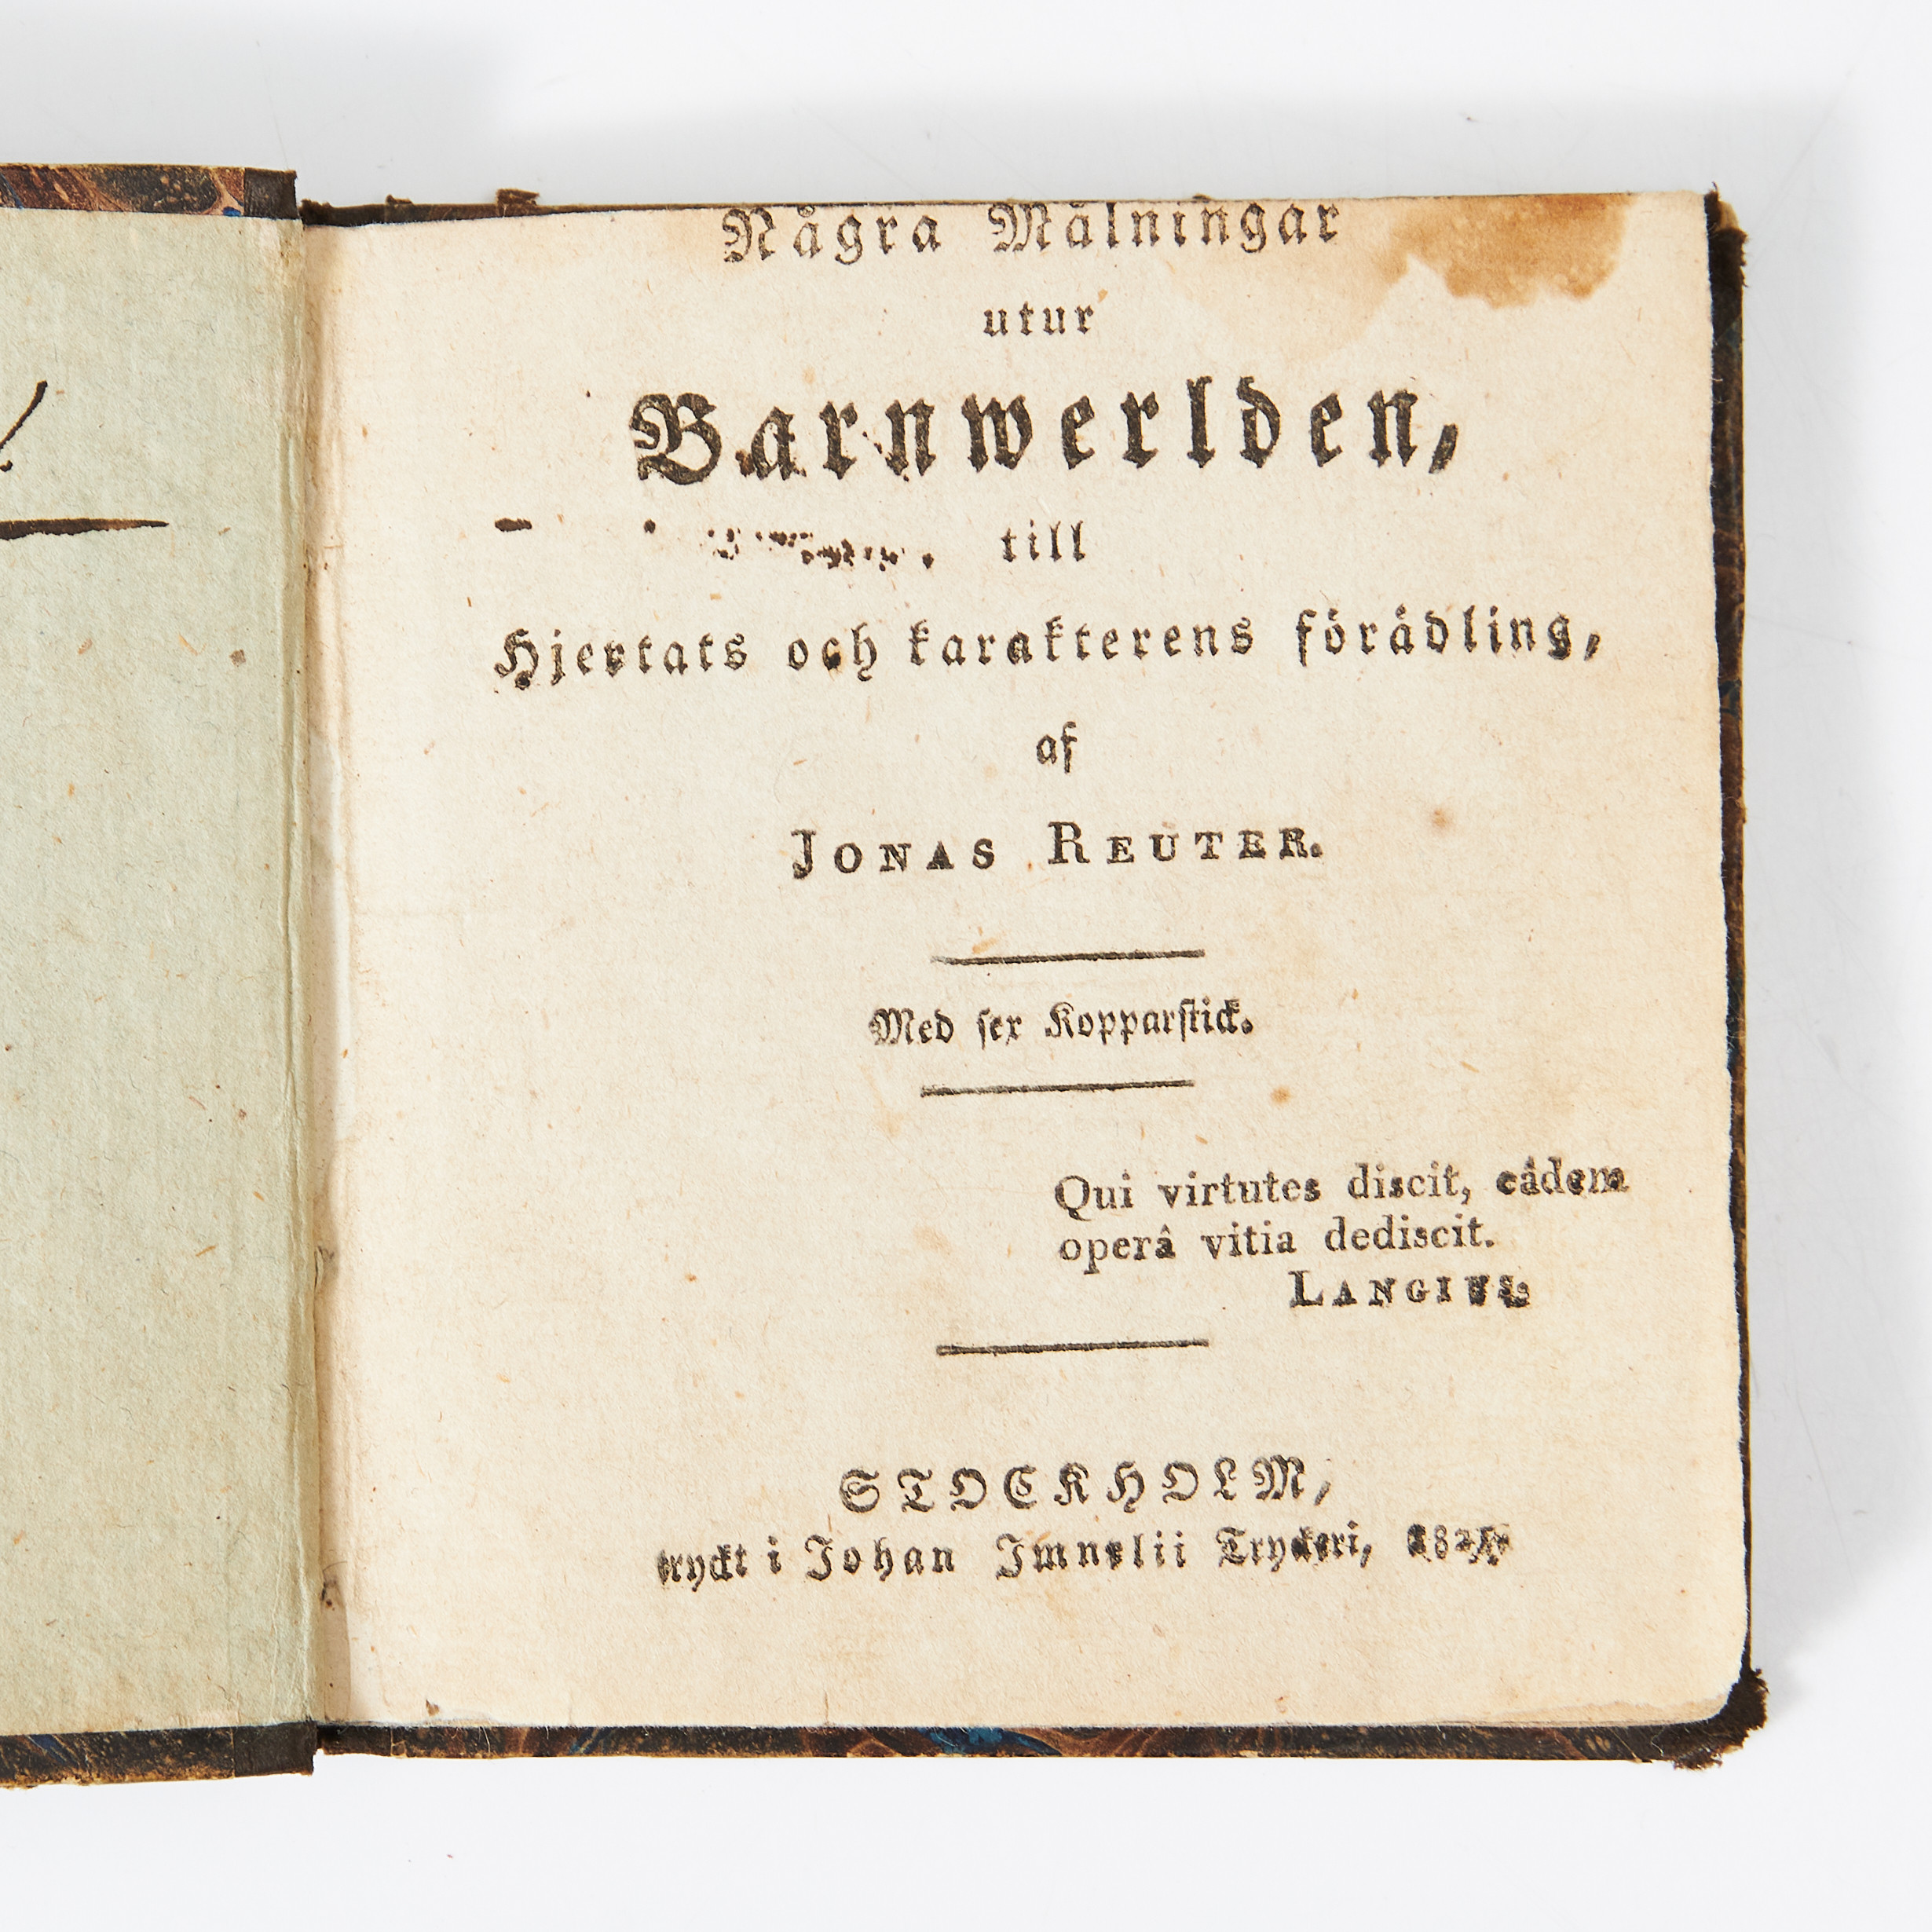 Några Målningar
utur
Barnwerlden,
till
Hjertats och karakterens förädling,
af
JONAS REUTER.
Med sex Kopparstick.
Qui virtutes discit, eâdem
operâ vitia dediscit.
LANGIUS.
STOCKHOLM,
tryckt i Johan Imnelii Tryckeri,